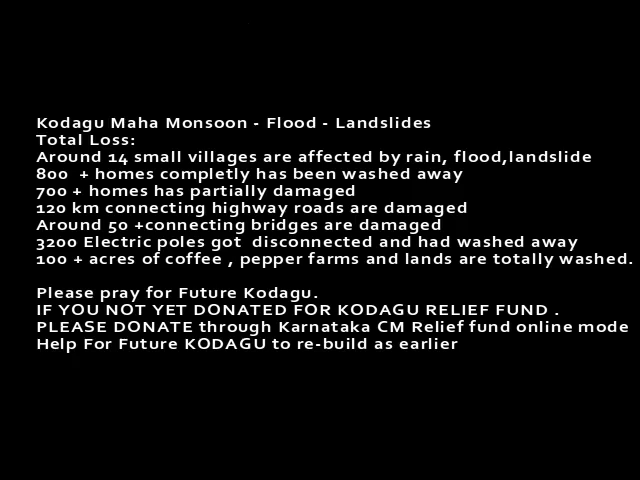 Kodagu Maha Monsoon - Flood - Landslides
Total Loss:
Around 14 small villages are affected by rain, flood,landslide
800  + homes completly has been washed away
700 + homes has partially damaged
120 km connecting highway roads are damaged
Around 50 +connecting bridges are damaged
3200 Electric poles got  disconnected and had washed away
100 + acres of coffee , pepper farms and lands are totally washed.

Please pray for Future Kodagu.
IF YOU NOT YET DONATED FOR KODAGU RELIEF FUND .
PLEASE DONATE through Karnataka CM Relief fund online mode
Help For Future KODAGU to re-build as earlier